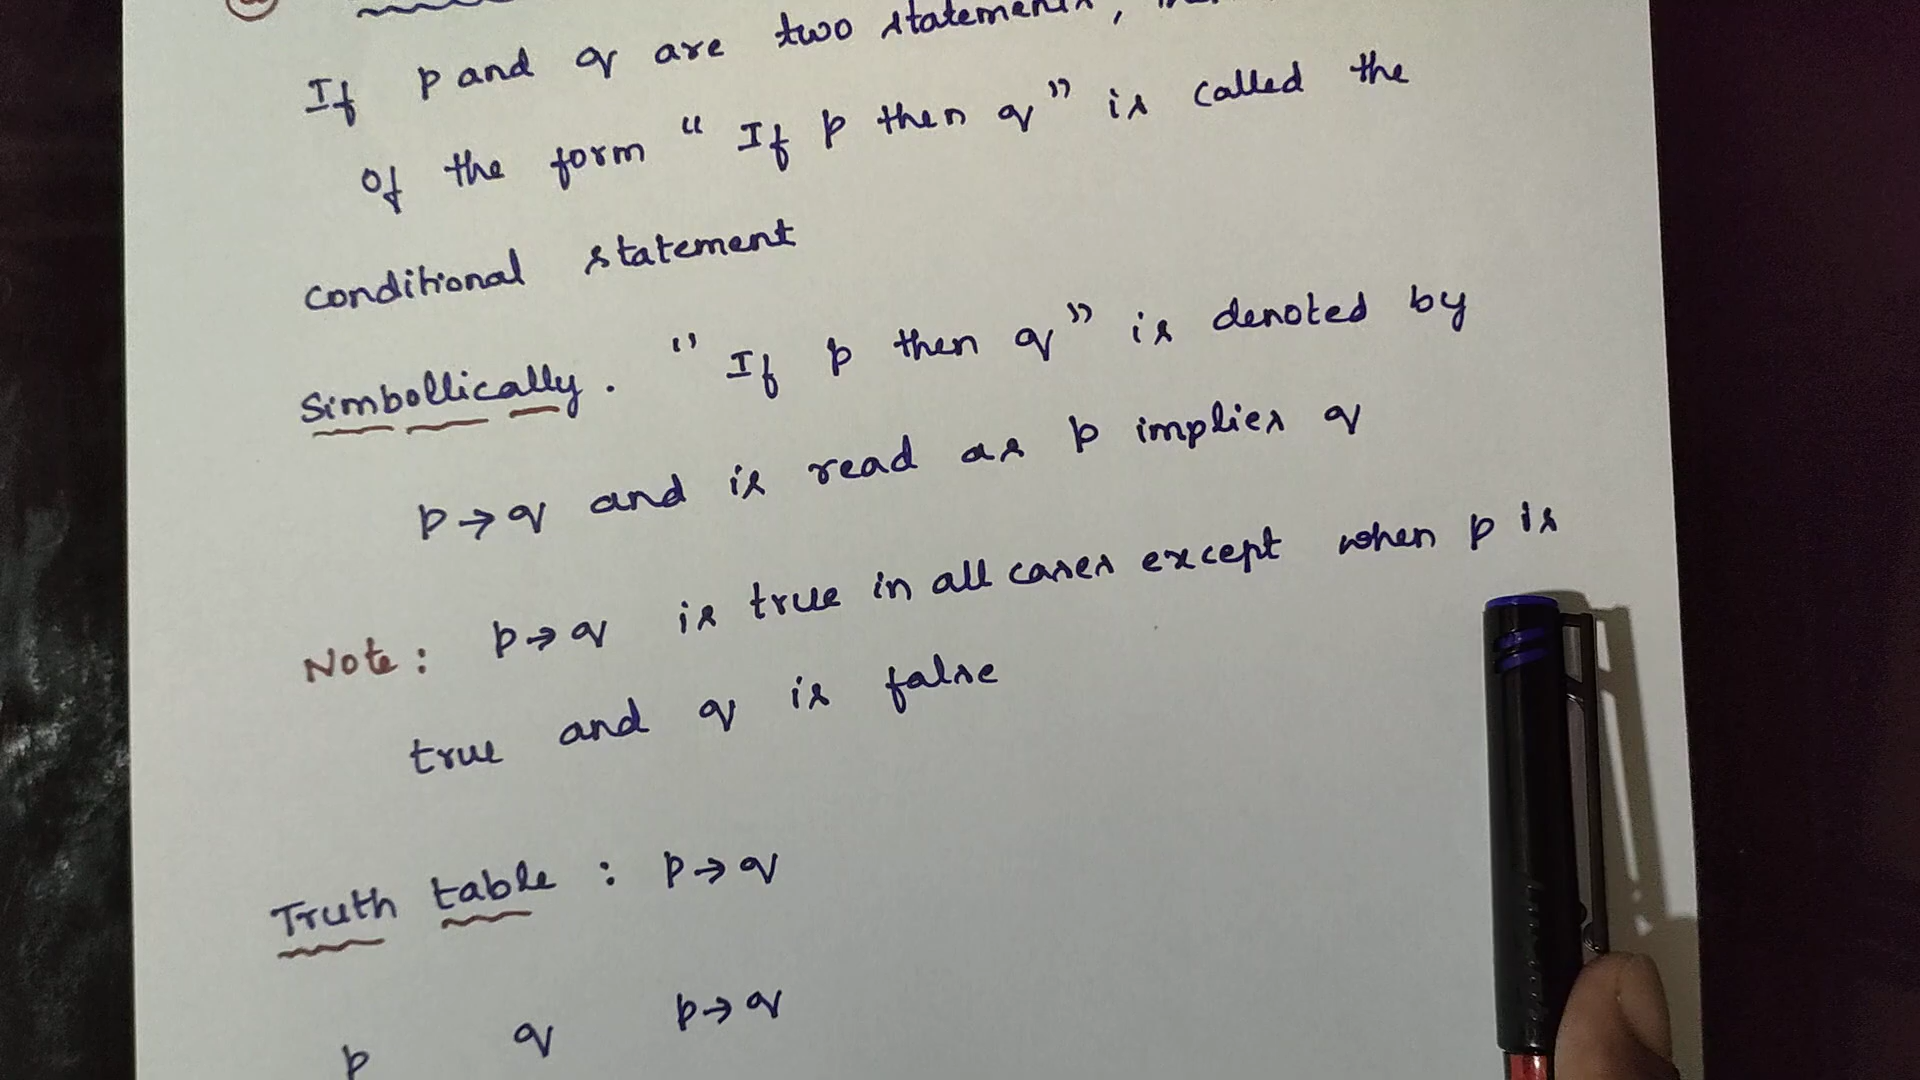 If p and q are two statements,
of the form " If p then q" is called the
conditional statement
Simbollically. "If p then q" is denoted by
p→q and is read as p implies q
Note: p→q is true in all cases except when p is
true and q is false
Truth table : p→q
p q p→q